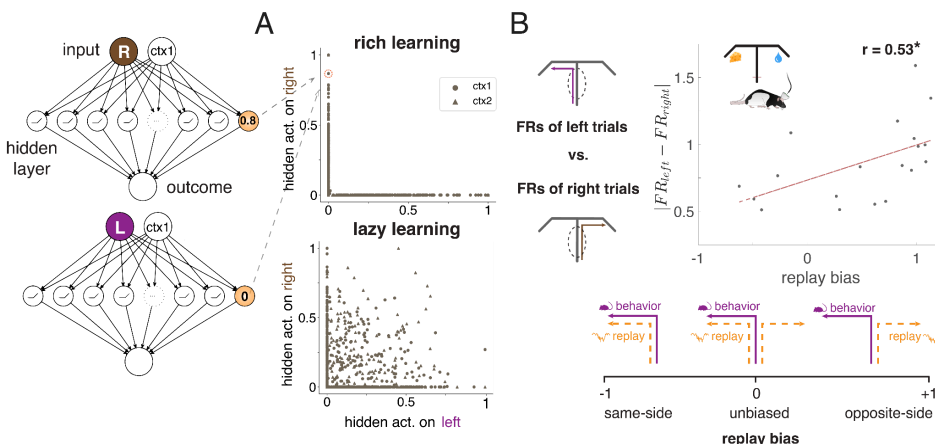 A
B
input
R
ctx1
0.8
hidden
layer
outcome
L
ctx1
0
rich learning
hidden act. on right
1
0.5
0
0
0.5
1
ctx1
ctx2
lazy learning
hidden act. on right
1
0.5
0
0
0.5
1
hidden act. on left
FRs of left trials
vs.
FRs of right trials
r = 0.53*
|FR_left − FR_right|
1.5
1
0.5
-1
0
1
replay bias
behavior
replay
behavior
replay
behavior
replay
-1
0
+1
same-side
unbiased
opposite-side
replay bias